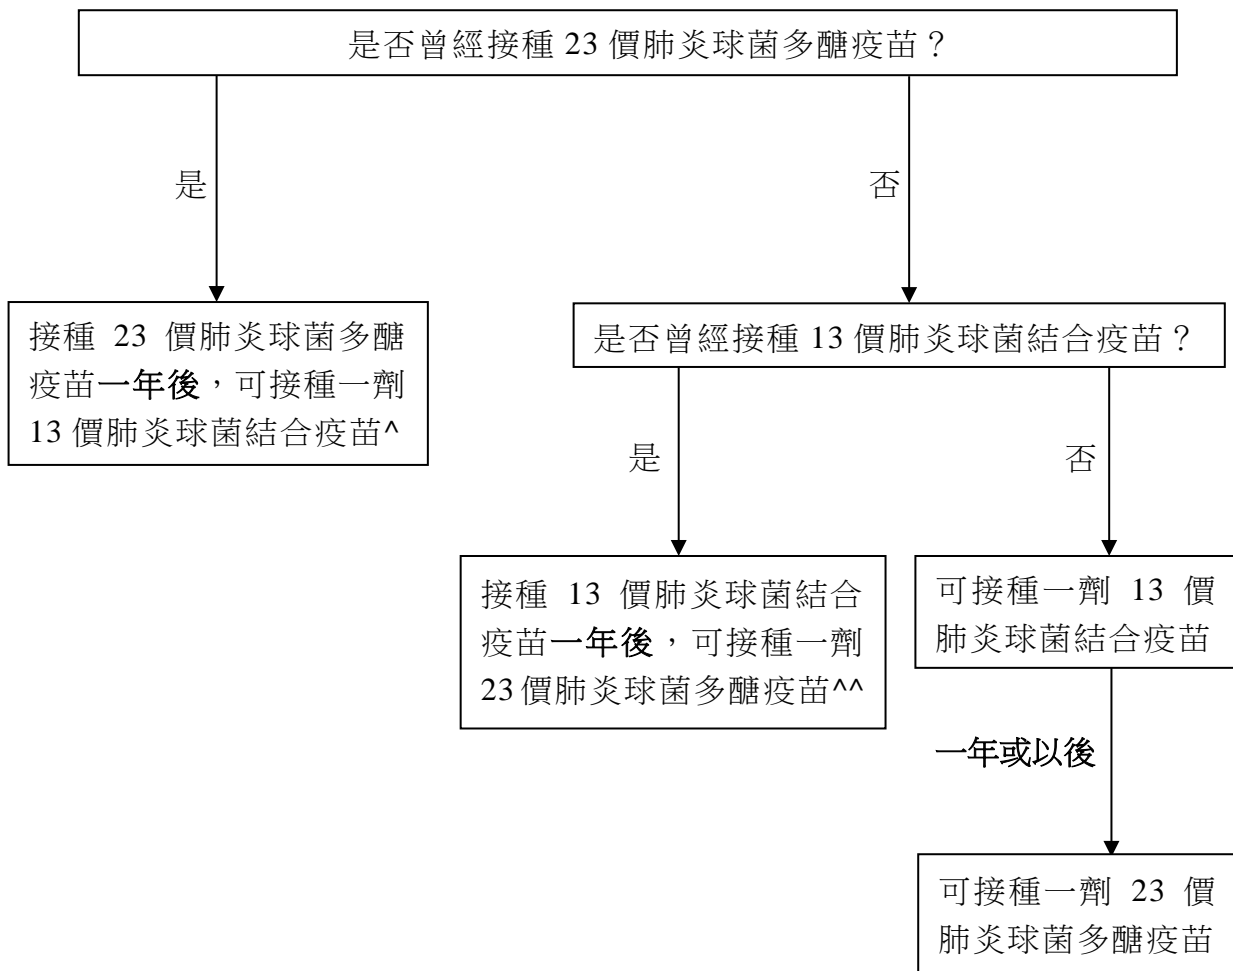 是否曾經接種 23 價肺炎球菌多醣疫苗？
是
否
接種 23 價肺炎球菌多醣
疫苗一年後，可接種一劑
13 價肺炎球菌結合疫苗^
是否曾經接種 13 價肺炎球菌結合疫苗？
是
否
接種 13 價肺炎球菌結合
疫苗一年後，可接種一劑
23 價肺炎球菌多醣疫苗^^
可接種一劑 13 價
肺炎球菌結合疫苗
一年或以後
可接種一劑 23 價
肺炎球菌多醣疫苗